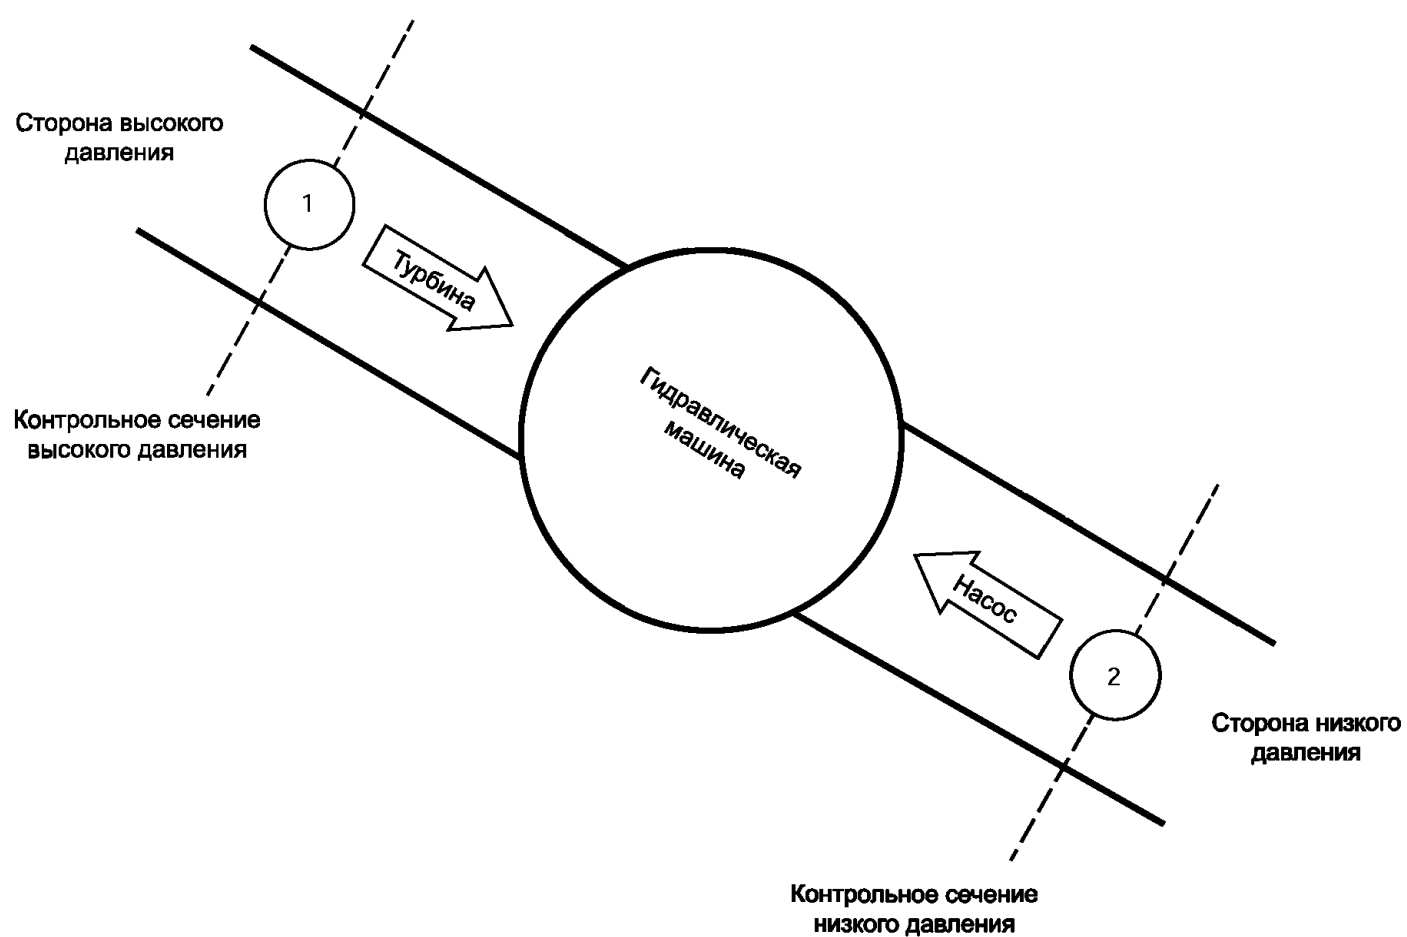 Сторона высокого
давления
1
Турбина
Контрольное сечение
высокого давления
Гидравлическая
машина
Насос
2
Сторона низкого
давления
Контрольное сечение
низкого давления